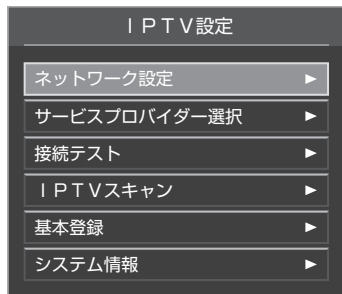 ＩＰＴＶ設定
ネットワーク設定
サービスプロバイダー選択
接続テスト
ＩＰＴＶスキャン
基本登録
システム情報